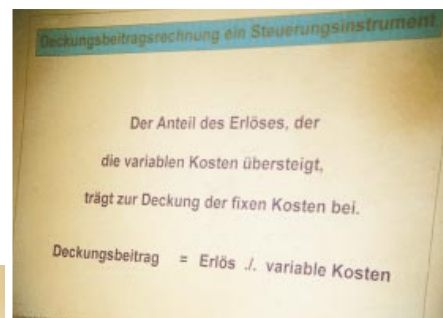 Deckungsbeitragsrechnung ein Steuerungsinstrument
Der Anteil des Erlöses, der
die variablen Kosten übersteigt,
trägt zur Deckung der fixen Kosten bei.
Deckungsbeitrag = Erlös ./. variable Kosten